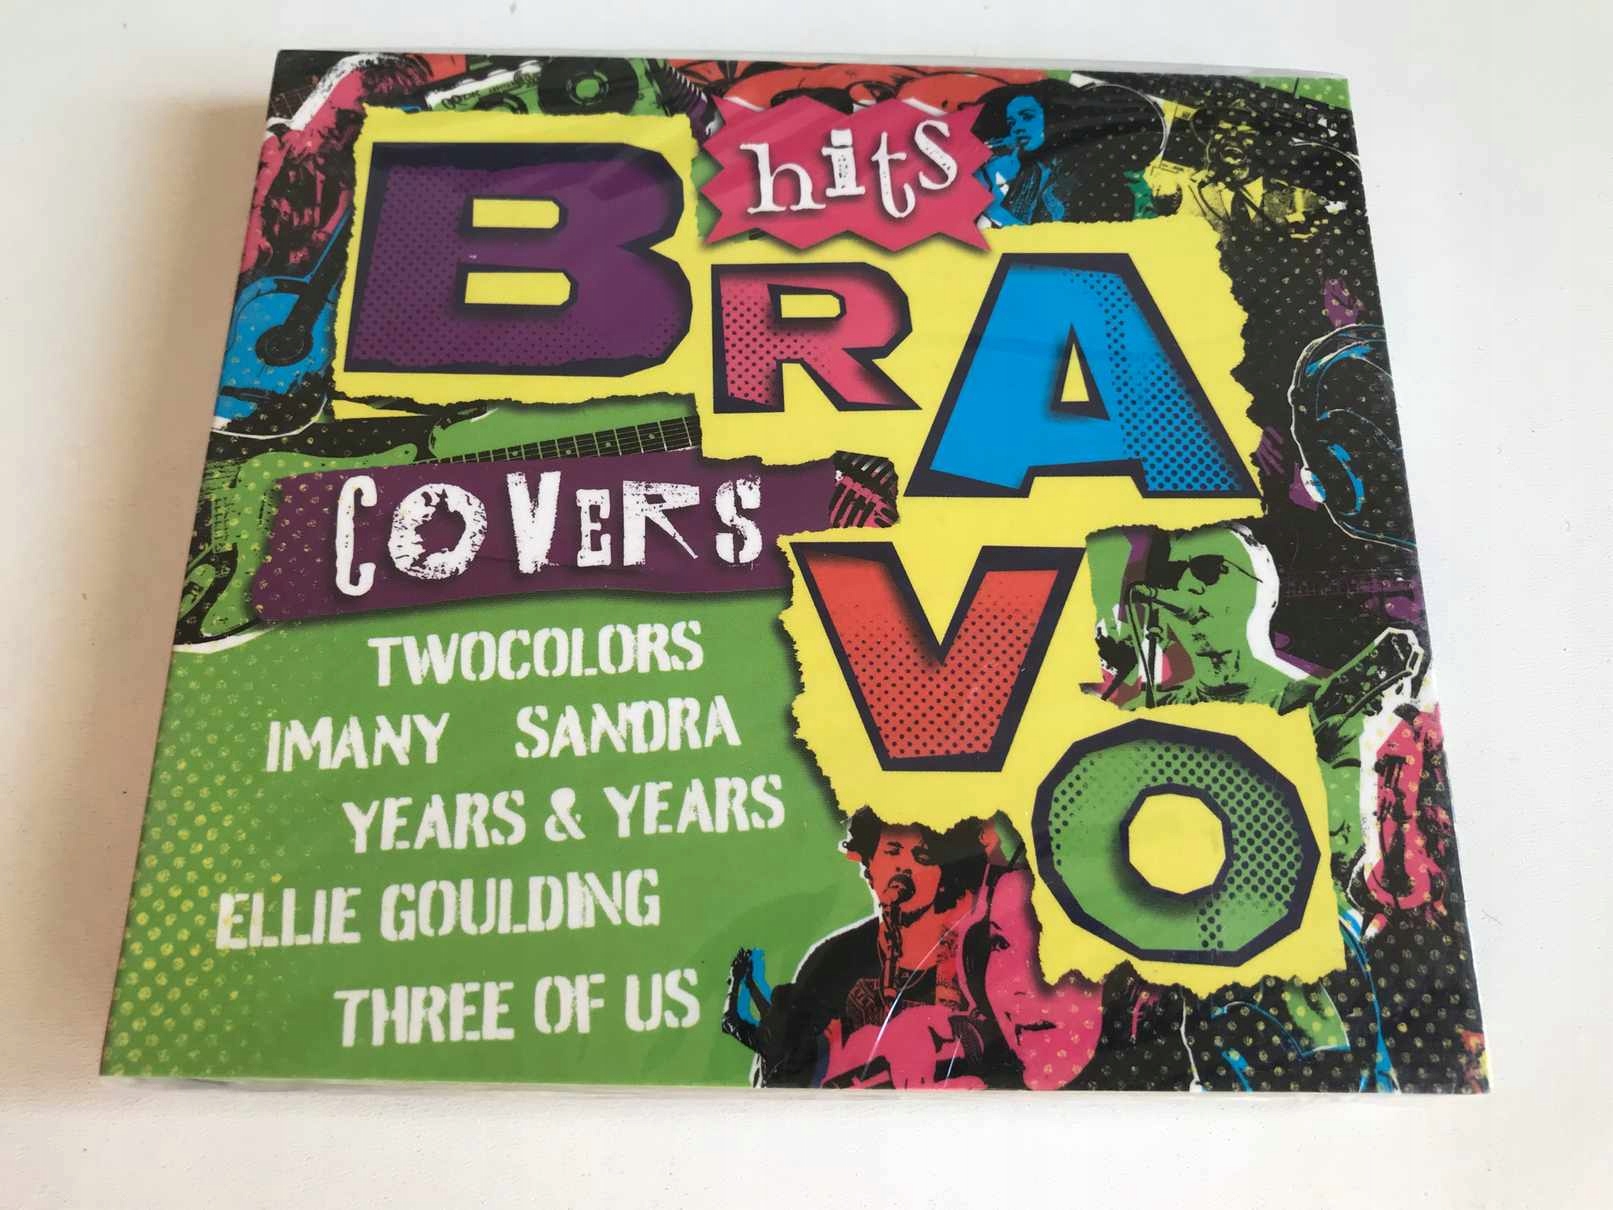 hits
BRAVO
COVERS
TWOCOLORS
IMANY SANDRA
YEARS & YEARS
ELLIE GOULDING
THREE OF US